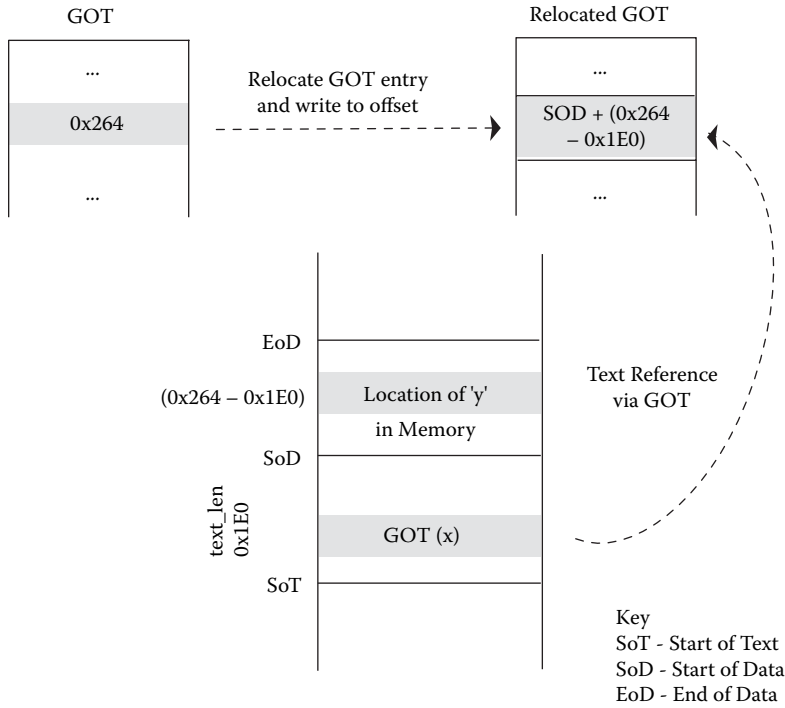 GOT
Relocated GOT
...
...
Relocate GOT entry
and write to offset
0x264
SOD + (0x264
– 0x1E0)
...
...
EoD
(0x264 – 0x1E0)
Location of 'y'
in Memory
Text Reference
via GOT
SoD
text_len
0x1E0
GOT (x)
SoT
Key
SoT - Start of Text
SoD - Start of Data
EoD - End of Data